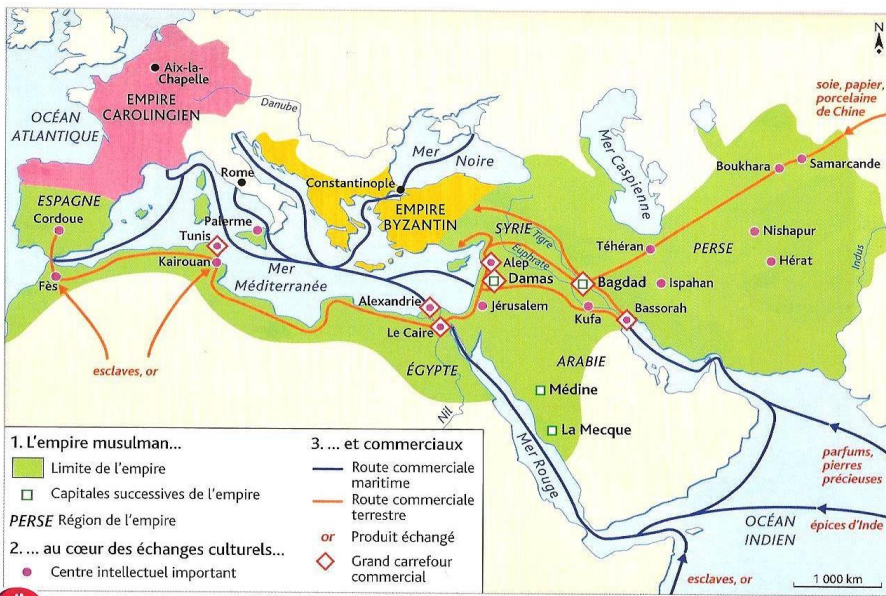 N
Aix-la-
Chapelle
EMPIRE
CAROLINGIEN
OCÉAN
ATLANTIQUE
Danube
soie, papier,
porcelaine
de Chine
Mer
Noire
Mer Caspienne
Boukhara
Samarcande
Rome
Constantinople
ESPAGNE
Cordoue
Palerme
EMPIRE
BYZANTIN
SYRIE
Tigre
Euphrate
Nishapur
Téhéran
PERSE
Hérat
Indus
Tunis
Kairouan
Fès
Mer
Méditerranée
Alep
Damas
Bagdad
Ispahan
Alexandrie
Jérusalem
Kufa
Bassorah
Le Caire
esclaves, or
ÉGYPTE
ARABIE
Nil
Médine
La Mecque
Mer Rouge
parfums,
pierres
précieuses
OCÉAN
INDIEN
épices d'Inde
esclaves, or
1 000 km
1. L'empire musulman...
Limite de l'empire
Capitales successives de l'empire
PERSE Région de l'empire
2. ... au cœur des échanges culturels...
Centre intellectuel important
3. ... et commerciaux
Route commerciale
maritime
Route commerciale
terrestre
or Produit échangé
Grand carrefour
commercial